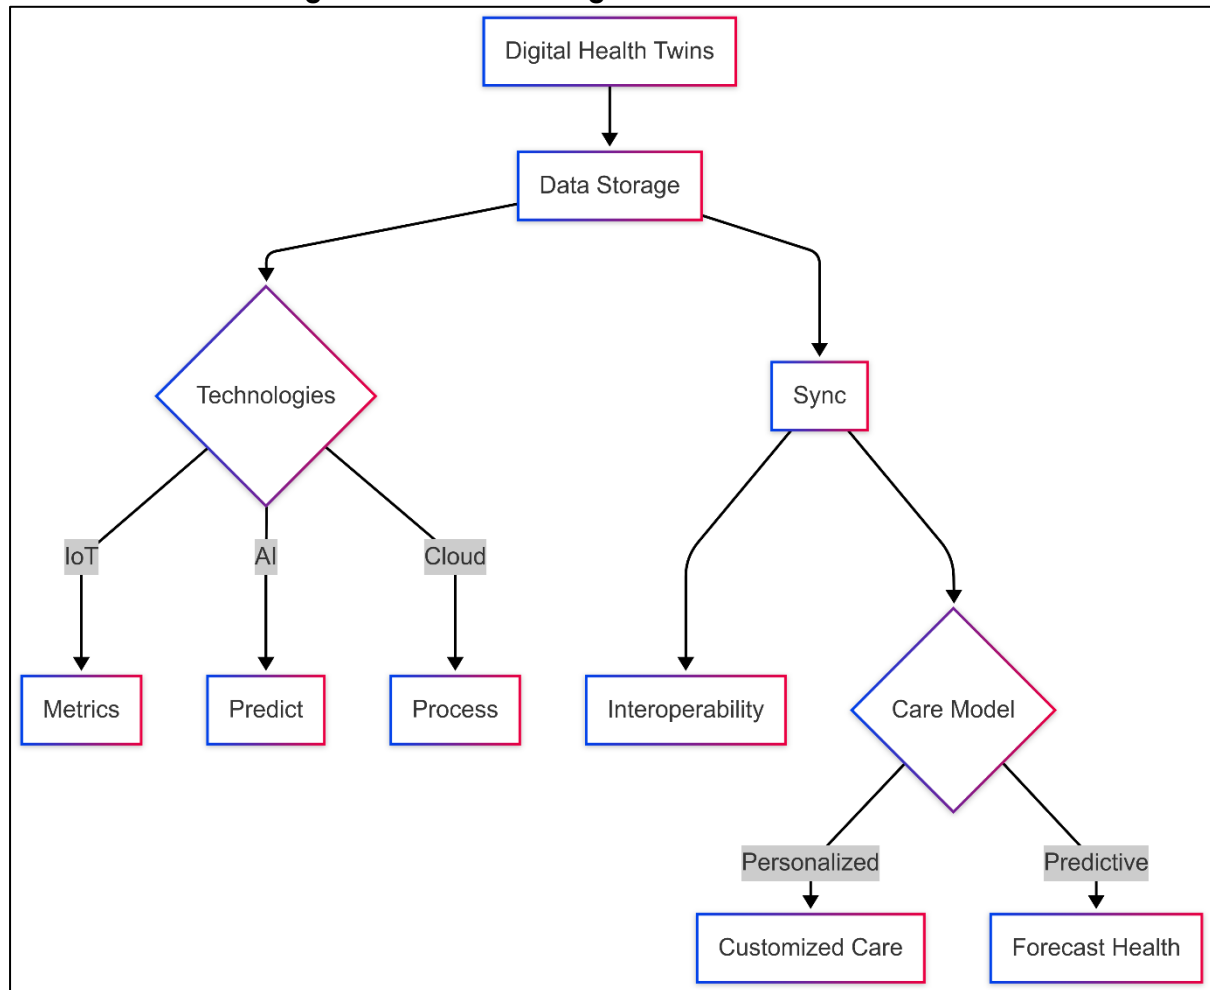 Digital Health Twins
Data Storage
Technologies
Sync
IoT
AI
Cloud
Metrics
Predict
Process
Interoperability
Care Model
Personalized
Predictive
Customized Care
Forecast Health